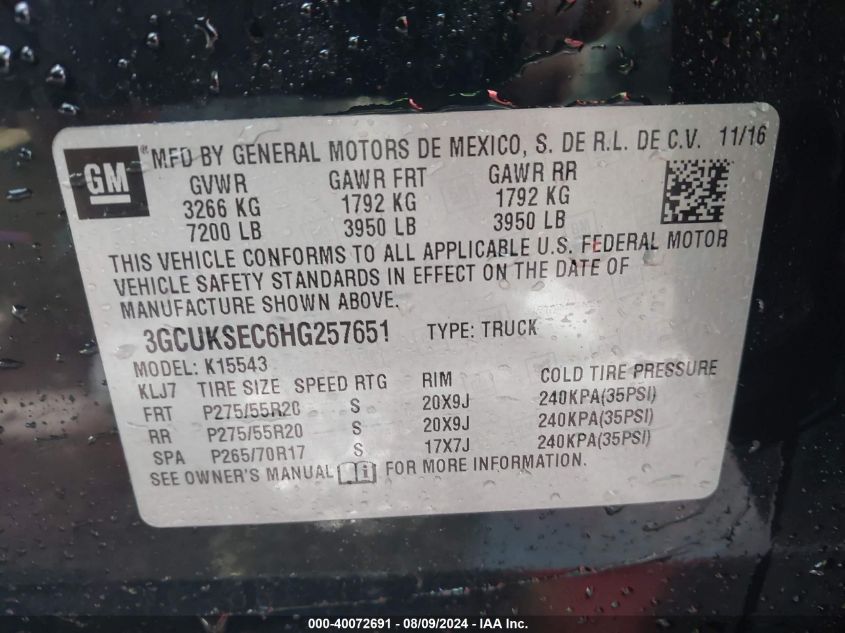 GM
MFD BY GENERAL MOTORS DE MEXICO, S. DE R.L. DE C.V. 11/16
GVWR GAWR FRT GAWR RR
3266 KG 1792 KG 1792 KG
7200 LB 3950 LB 3950 LB
THIS VEHICLE CONFORMS TO ALL APPLICABLE U.S. FEDERAL MOTOR
VEHICLE SAFETY STANDARDS IN EFFECT ON THE DATE OF
MANUFACTURE SHOWN ABOVE.
3GCUKSEC6HG257651 TYPE: TRUCK
MODEL: K15543
KLJ7 TIRE SIZE SPEED RTG RIM COLD TIRE PRESSURE
FRT P275/55R20 S 20X9J 240KPA(35PSI)
RR P275/55R20 S 20X9J 240KPA(35PSI)
SPA P265/70R17 S 17X7J 240KPA(35PSI)
SEE OWNER'S MANUAL FOR MORE INFORMATION.
000-40072691 - 08/09/2024 - IAAI.com